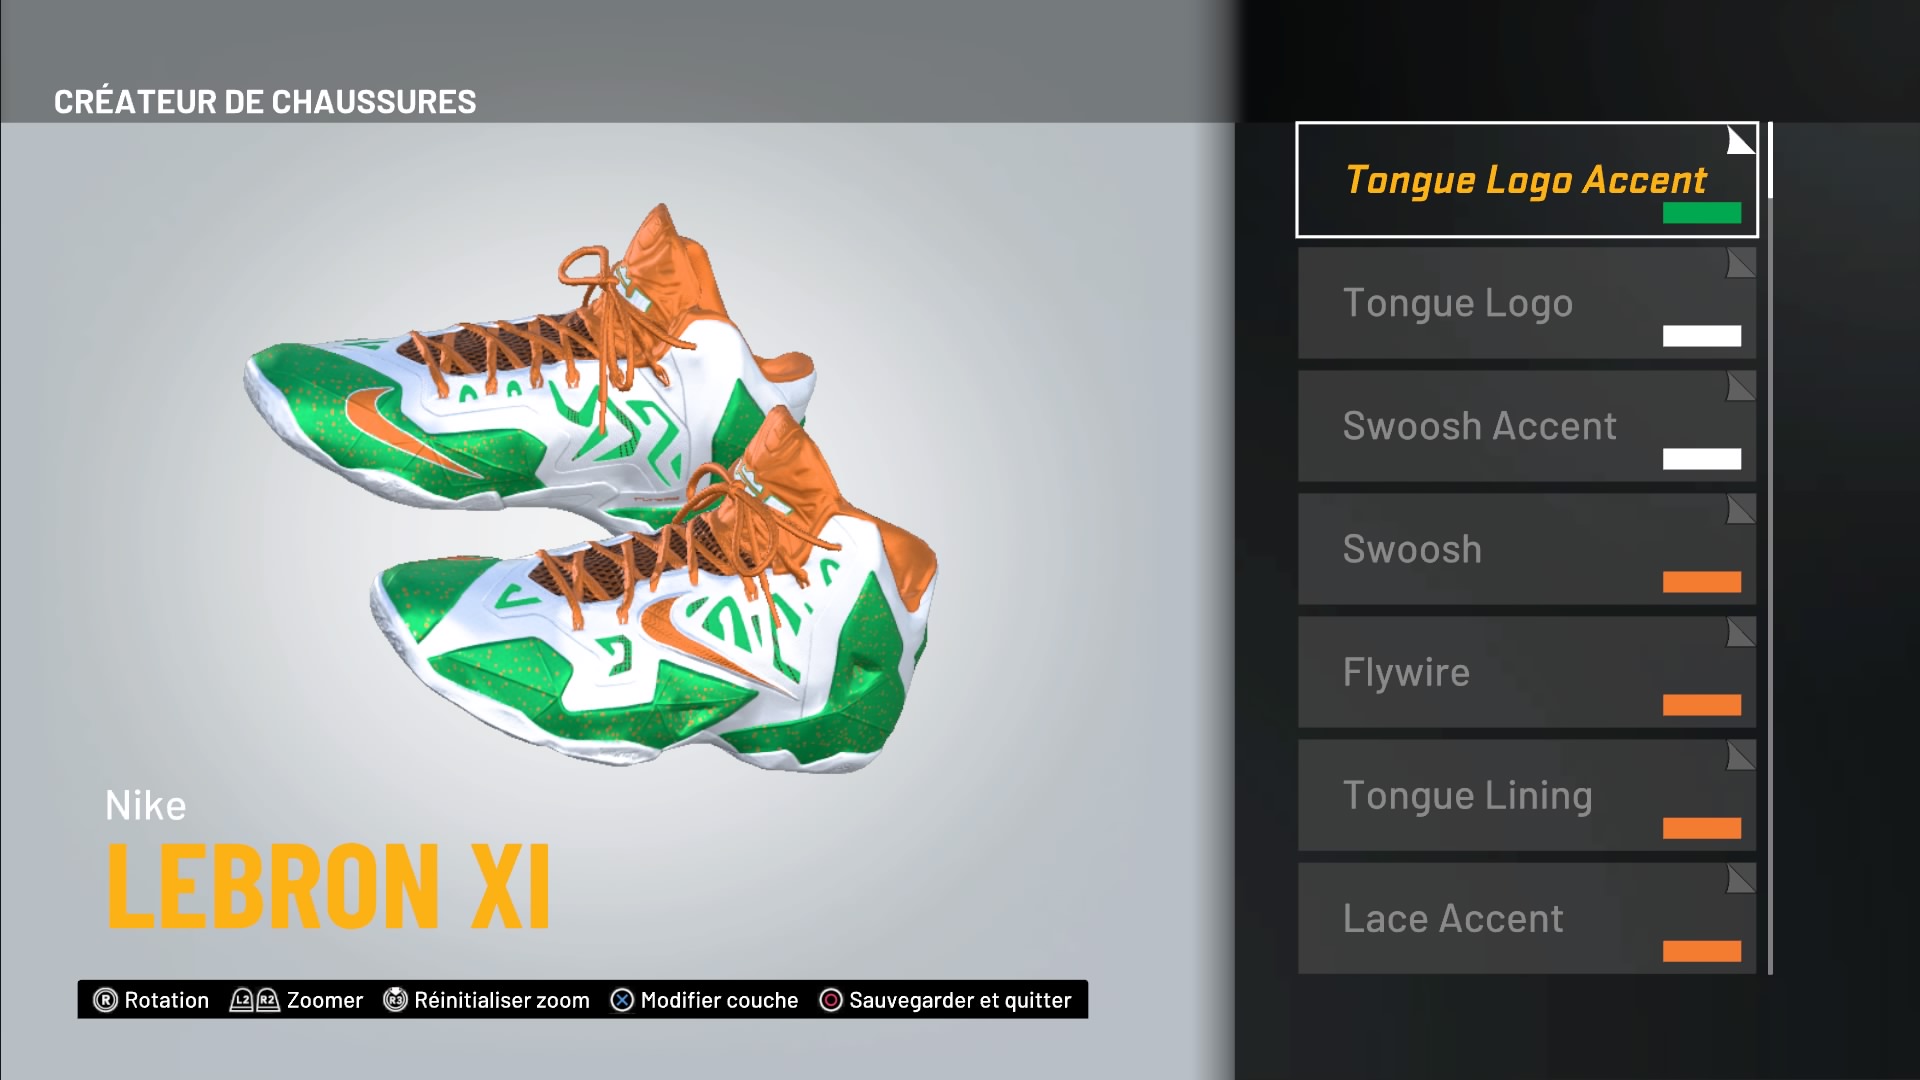 CRÉATEUR DE CHAUSSURES
Nike
LEBRON XI
R Rotation L2 R2 Zoomer R3 Réinitialiser zoom Modifier couche Sauvegarder et quitter
Tongue Logo Accent
Tongue Logo
Swoosh Accent
Swoosh
Flywire
Tongue Lining
Lace Accent